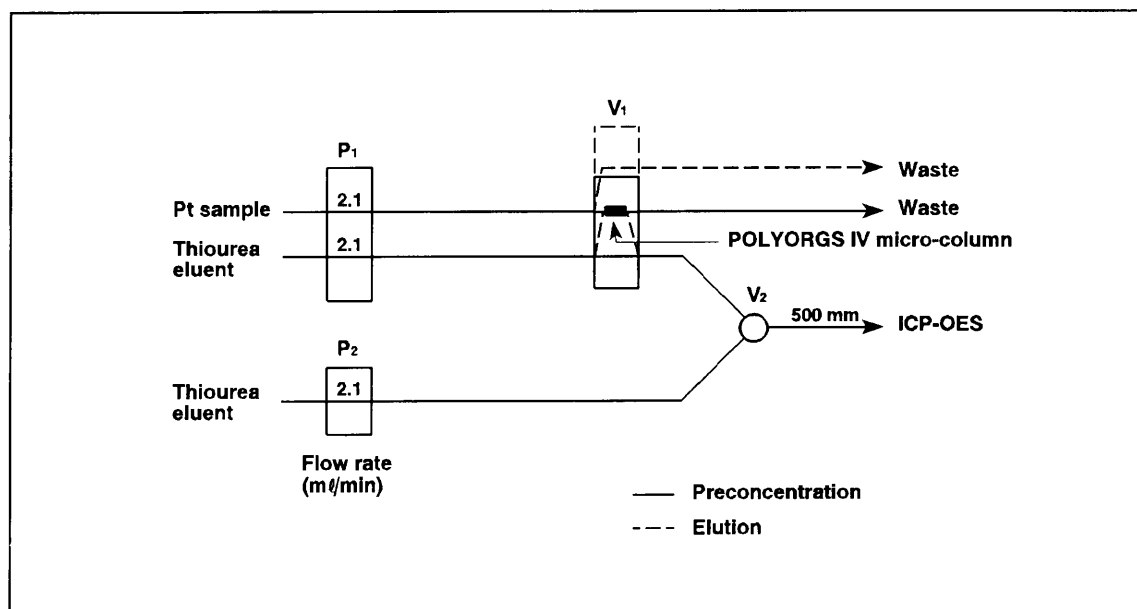 V₁
P₁
Waste
Pt sample
2.1
Waste
Thiourea
eluent
2.1
POLYORGS IV micro-column
V₂
500 mm
ICP-OES
P₂
Thiourea
eluent
2.1
Flow rate
(mℓ/min)
Preconcentration
Elution